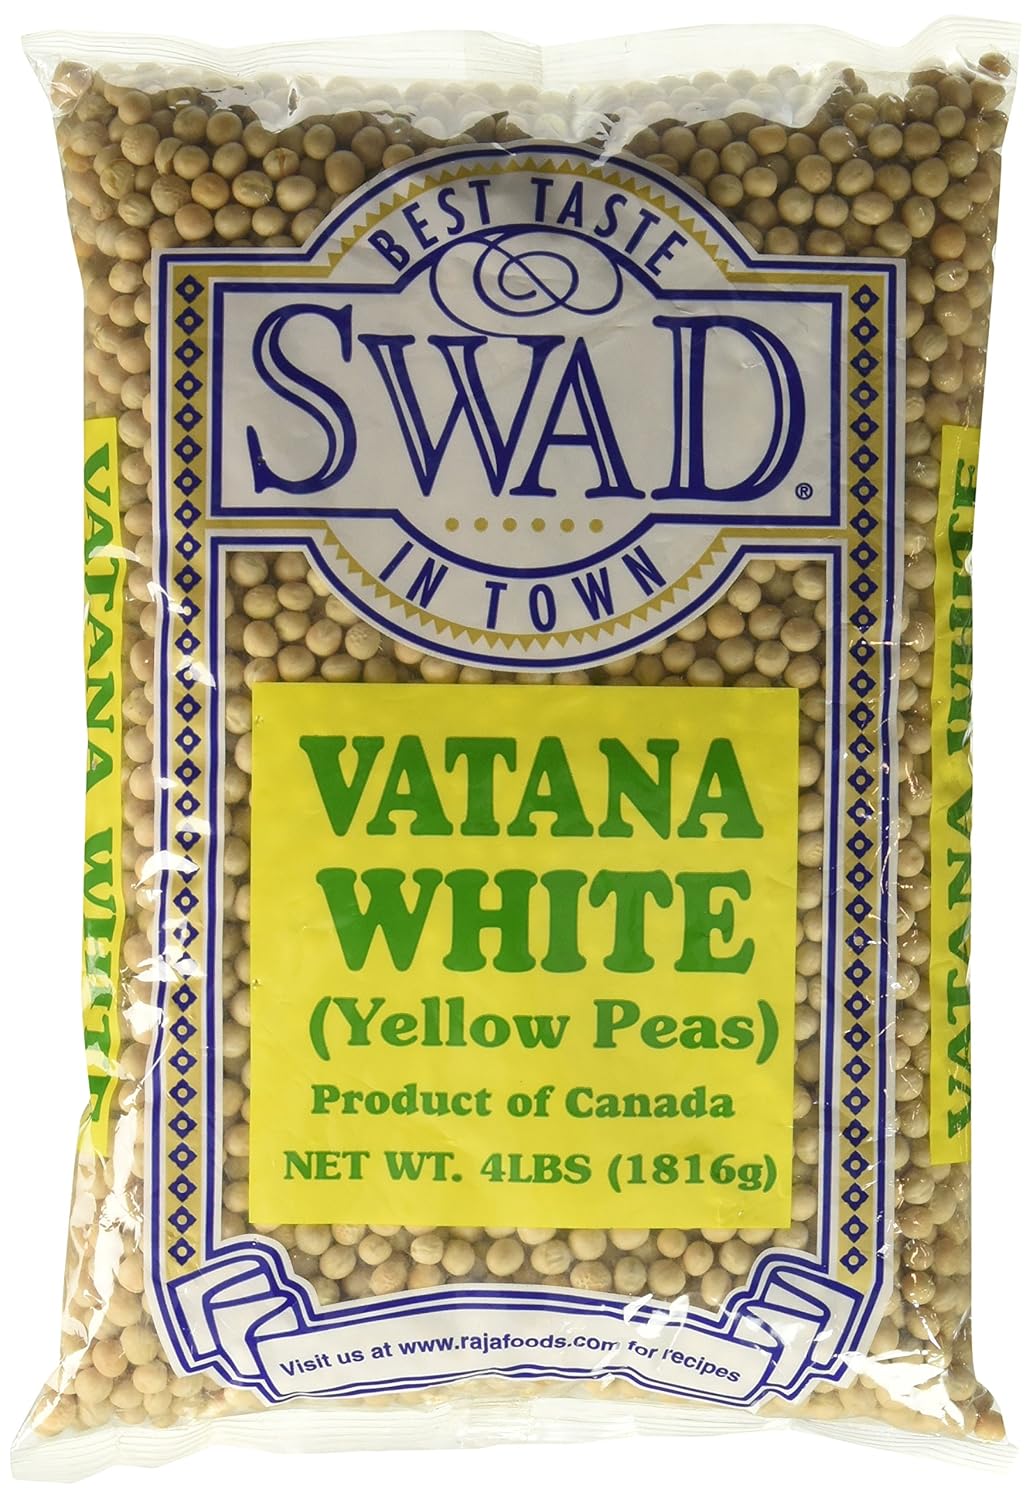 BEST TASTE
SWAD®
IN TOWN
VATANA
WHITE
(Yellow Peas)
Product of Canada
NET WT. 4LBS (1816g)
Visit us at www.rajafoods.com for recipes
VATANA WHITE
VATANA WHITE